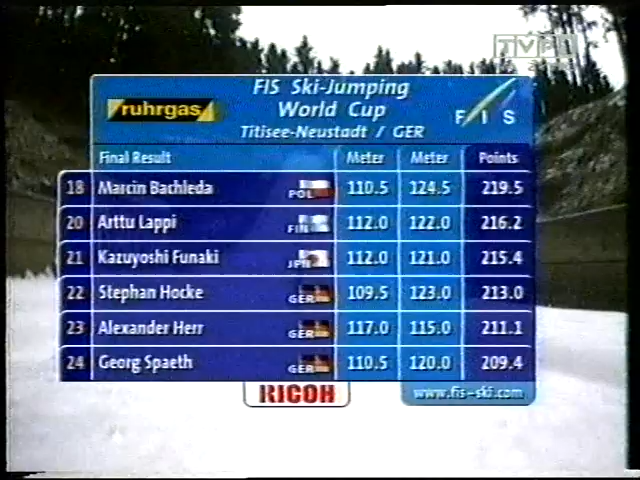 TVP1
FIS Ski-Jumping
ruhrgas
World Cup
FIS
Titisee-Neustadt / GER
Final Result Meter Meter Points
18 Marcin Bachleda POL 110.5 124.5 219.5
20 Arttu Lappi FIN 112.0 122.0 216.2
21 Kazuyoshi Funaki JPN 112.0 121.0 215.4
22 Stephan Hocke GER 109.5 123.0 213.0
23 Alexander Herr GER 117.0 115.0 211.1
24 Georg Spaeth GER 110.5 120.0 209.4
RICOH www.fis-ski.com